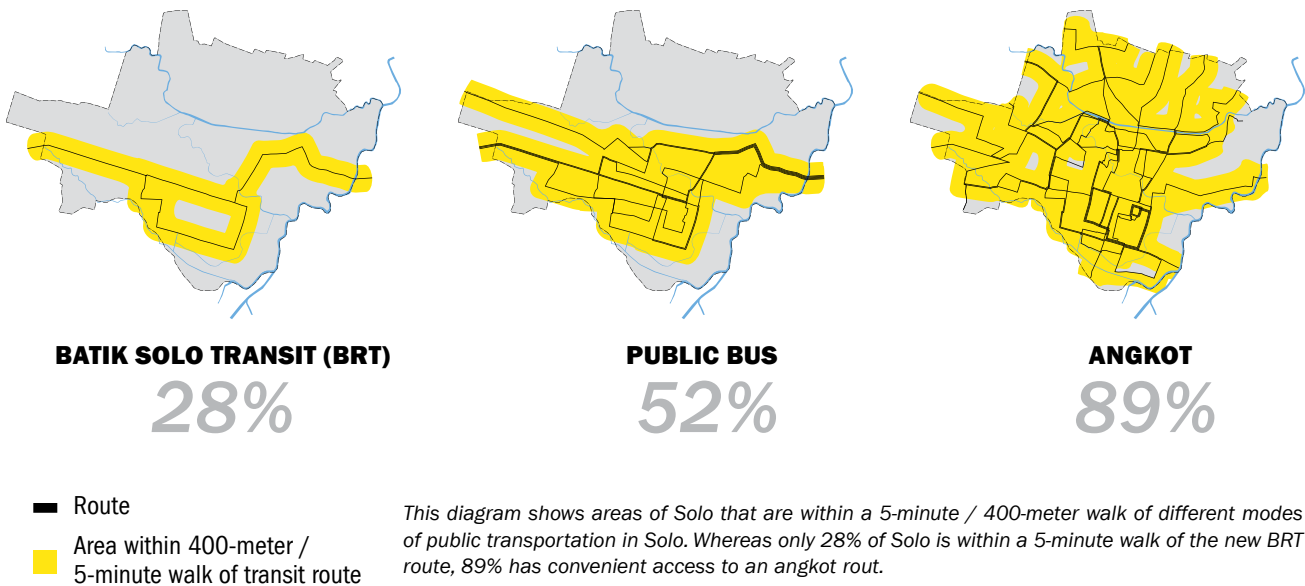 BATIK SOLO TRANSIT (BRT)
28%
PUBLIC BUS
52%
ANGKOT
89%
Route
Area within 400-meter /
5-minute walk of transit route
This diagram shows areas of Solo that are within a 5-minute / 400-meter walk of different modes
of public transportation in Solo. Whereas only 28% of Solo is within a 5-minute walk of the new BRT
route, 89% has convenient access to an angkot rout.